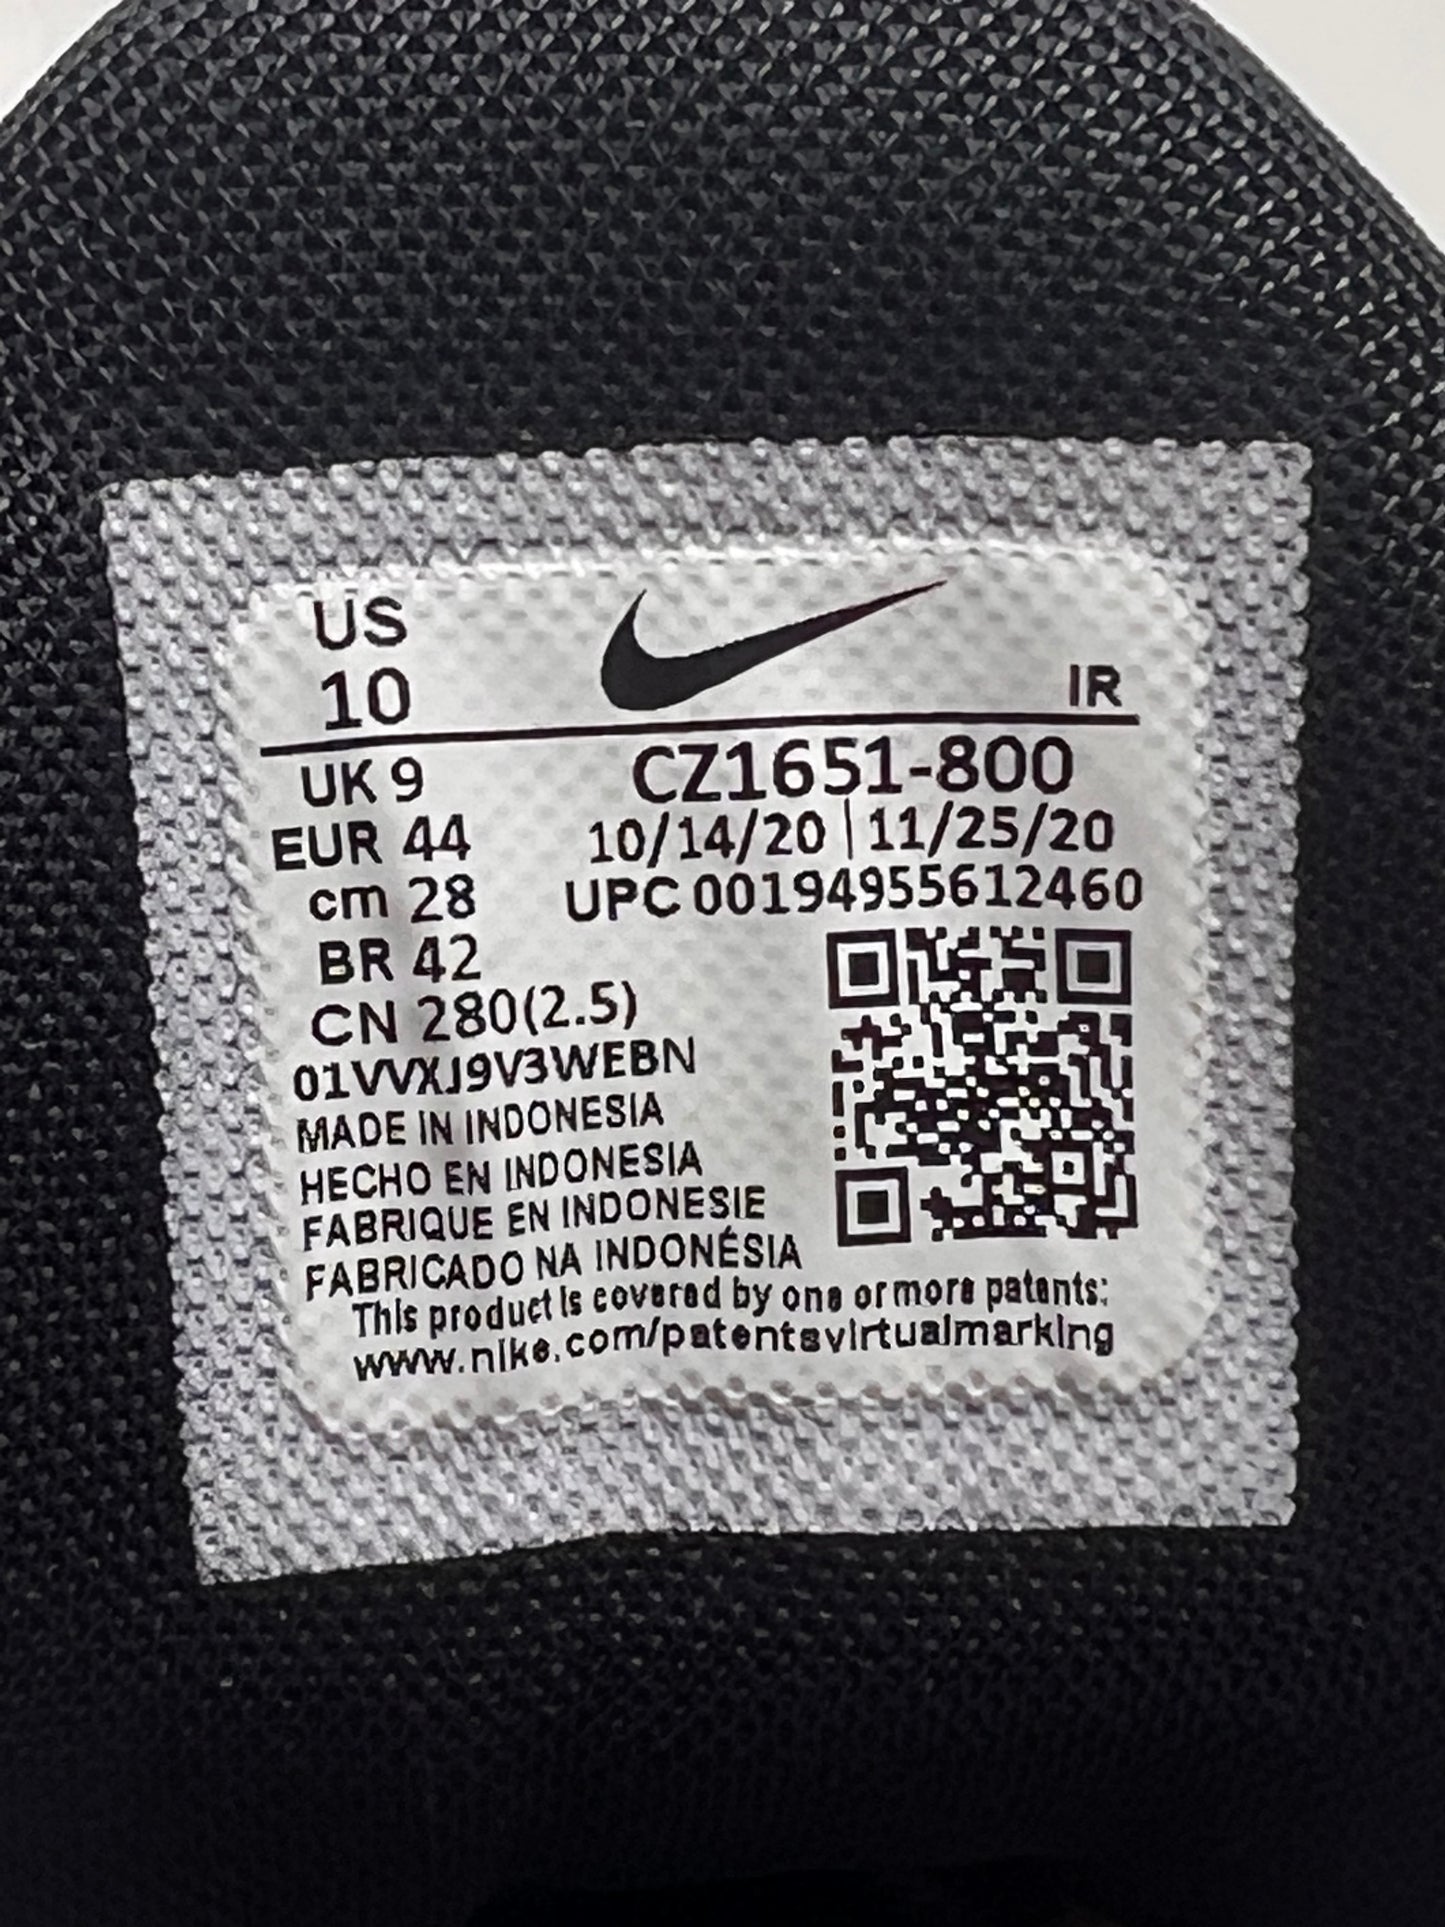 US
10
IR
UK 9
CZ1651-800
EUR 44
10/14/20 | 11/25/20
cm 28
UPC 00194955612460
BR 42
CN 280(2.5)
01VVXJ9V3WEBN
MADE IN INDONESIA
HECHO EN INDONESIA
FABRIQUE EN INDONESIE
FABRICADO NA INDONÉSIA
This product is covered by one or more patents:
www.nike.com/patentsvirtualmarking